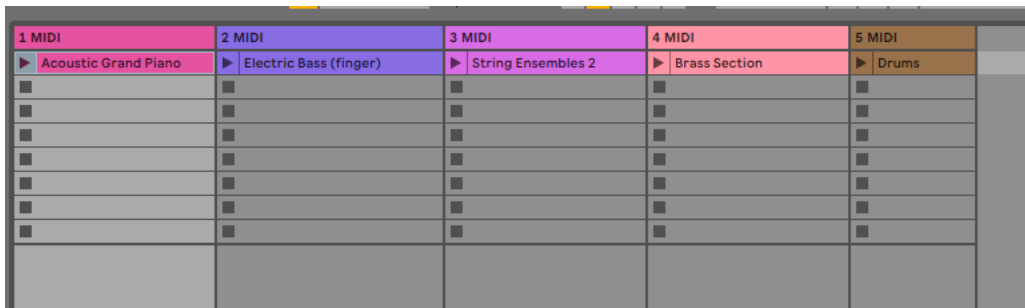 1 MIDI 2 MIDI 3 MIDI 4 MIDI 5 MIDI
Acoustic Grand Piano Electric Bass (finger) String Ensembles 2 Brass Section Drums